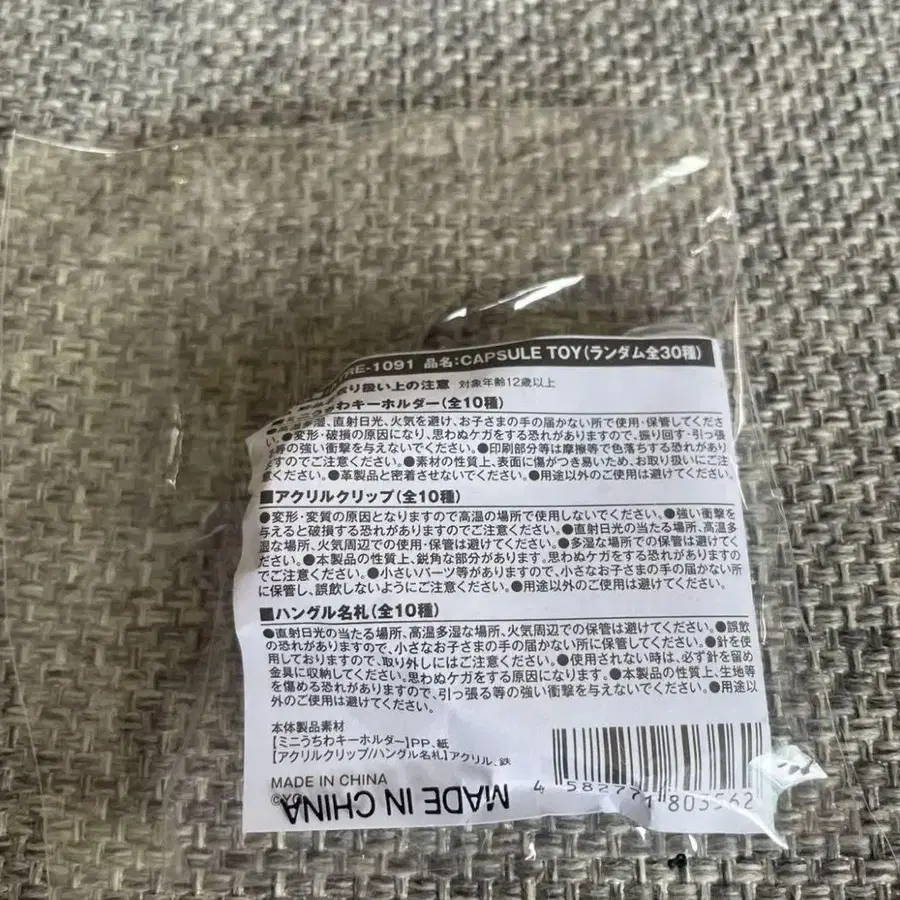 RE-1091 品名:CAPSULE TOY(ランダム全30種)
取り扱い上の注意 対象年齢12歳以上
うちわキーホルダー(全10種)
多湿、直射日光、火気を避け、お子さまの手の届かない所で使用・保管してくださ
い。●変形・破損の原因になり、思わぬケガをする恐れがありますので、振り回す・引っ張
る等の強い衝撃を与えないでください。●印刷部分等は摩擦等で色落ちする恐れがあり
ますのでご注意ください。●素材の性質上、表面に傷がつき易いため、お取り扱いにご注
意ください。●革製品と密着させないでください。●用途以外のご使用は避けてください。
■アクリルクリップ(全10種)
●変形・変質の原因となりますので高温の場所で使用しないでください。●強い衝撃を
与えると破損する恐れがありますのでご注意ください。●直射日光の当たる場所、高温多
湿な場所、火気周辺での使用・保管は避けてください。●多湿な場所での保管は避けてく
ださい。●本製品の性質上、鋭角な部分があります。思わぬケガをする恐れがありますの
でご注意ください。●小さいパーツ等がありますので、小さなお子さまの手の届かない所
に保管し、誤飲しないようにご注意ください。●用途以外のご使用は避けてください。
■ハングル名札(全10種)
●直射日光の当たる場所、高温多湿な場所、火気周辺での保管は避けてください。●誤飲
の恐れがありますので、小さなお子さまの手の届かない所に保管してください。●針を使
用しておりますので、取り外しにはご注意ください。●使用されない時は、必ず針を留め
金具に収納してください。思わぬケガをする原因になります。●本製品の性質上、生地等
を傷める恐れがありますので、引っ張る等の強い衝撃を与えないでください。●用途以
外のご使用は避けてください。
本体製品素材
【ミニうちわキーホルダー】PP、紙
【アクリルクリップ/ハングル名札】アクリル、鉄
MADE IN CHINA
©YG
MADE IN CHINA
4 582771 803562